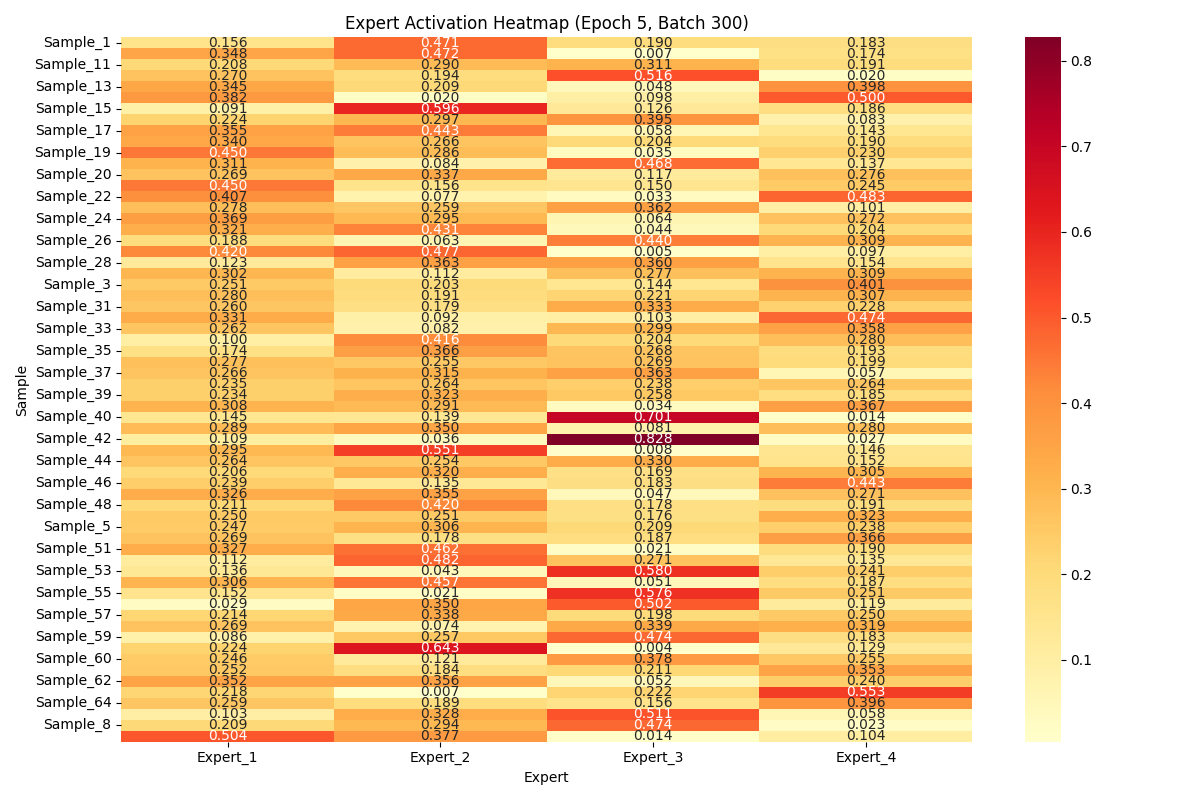 Expert Activation Heatmap (Epoch 5, Batch 300)
Sample_1 0.156 0.471 0.190 0.183
0.348 0.472 0.007 0.174
Sample_11 0.208 0.290 0.311 0.191
0.270 0.194 0.516 0.020
Sample_13 0.345 0.209 0.048 0.398
0.382 0.020 0.098 0.500
Sample_15 0.091 0.596 0.126 0.186
0.224 0.297 0.395 0.083
Sample_17 0.355 0.443 0.058 0.143
0.340 0.266 0.204 0.190
Sample_19 0.450 0.286 0.035 0.230
0.311 0.084 0.468 0.137
Sample_20 0.269 0.337 0.117 0.276
0.450 0.156 0.150 0.245
Sample_22 0.407 0.077 0.033 0.483
0.278 0.259 0.362 0.101
Sample_24 0.369 0.295 0.064 0.272
0.321 0.431 0.044 0.204
Sample_26 0.188 0.063 0.440 0.309
0.420 0.477 0.005 0.097
Sample_28 0.123 0.363 0.360 0.154
0.302 0.112 0.277 0.309
Sample_3 0.251 0.203 0.144 0.401
0.280 0.191 0.221 0.307
Sample_31 0.260 0.179 0.333 0.228
0.331 0.092 0.103 0.474
Sample_33 0.262 0.082 0.299 0.358
0.100 0.416 0.204 0.280
Sample_35 0.174 0.366 0.268 0.193
0.277 0.255 0.269 0.199
Sample_37 0.266 0.315 0.363 0.057
0.235 0.264 0.238 0.264
Sample_39 0.234 0.323 0.258 0.185
0.308 0.291 0.034 0.367
Sample_40 0.145 0.139 0.701 0.014
0.289 0.350 0.081 0.280
Sample_42 0.109 0.036 0.828 0.027
0.295 0.551 0.008 0.146
Sample_44 0.264 0.254 0.330 0.152
0.206 0.320 0.169 0.305
Sample_46 0.239 0.135 0.183 0.443
0.326 0.355 0.047 0.271
Sample_48 0.211 0.420 0.178 0.191
0.250 0.251 0.176 0.323
Sample_5 0.247 0.306 0.209 0.238
0.269 0.178 0.187 0.366
Sample_51 0.327 0.462 0.021 0.190
0.112 0.482 0.271 0.135
Sample_53 0.136 0.043 0.580 0.241
0.306 0.457 0.051 0.187
Sample_55 0.152 0.021 0.576 0.251
0.029 0.350 0.502 0.119
Sample_57 0.214 0.338 0.198 0.250
0.269 0.074 0.339 0.319
Sample_59 0.086 0.257 0.474 0.183
0.224 0.643 0.004 0.129
Sample_60 0.246 0.121 0.378 0.255
0.252 0.184 0.211 0.353
Sample_62 0.352 0.356 0.052 0.240
0.218 0.007 0.222 0.553
Sample_64 0.259 0.189 0.156 0.396
0.103 0.328 0.511 0.058
Sample_8 0.209 0.294 0.474 0.023
0.504 0.377 0.014 0.104
Expert_1 Expert_2 Expert_3 Expert_4
Expert
Sample
0.8
0.7
0.6
0.5
0.4
0.3
0.2
0.1